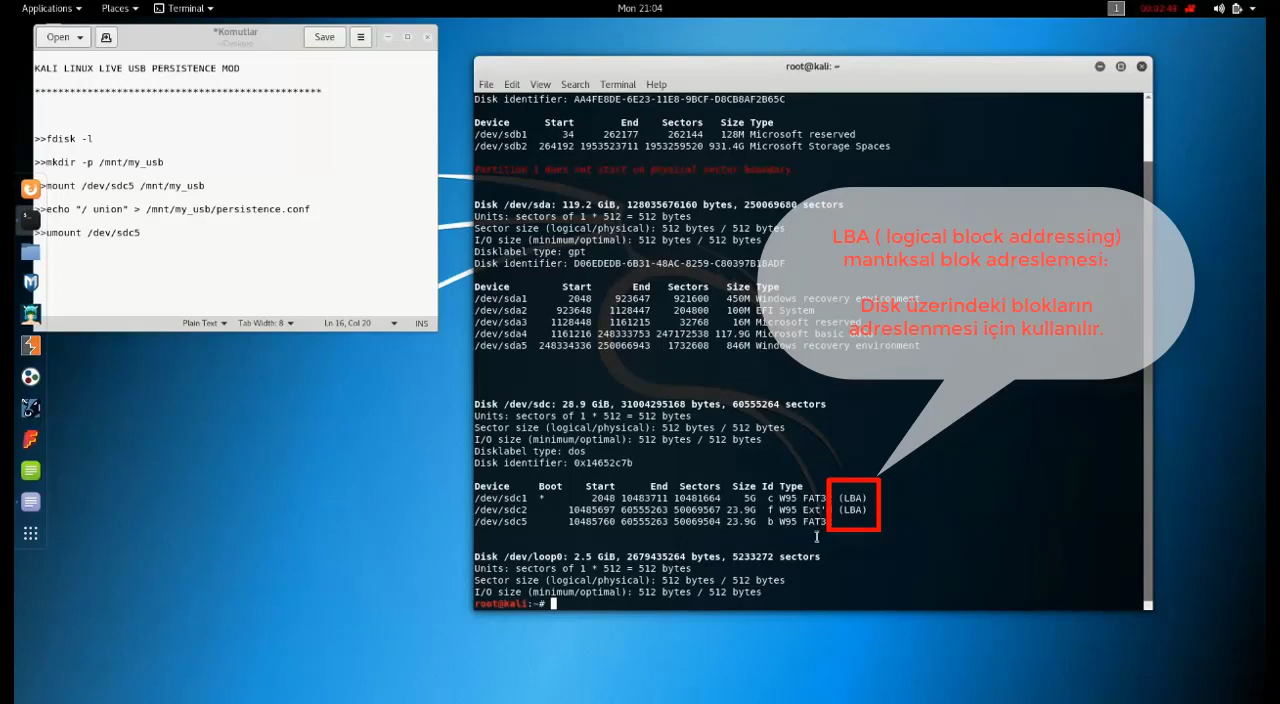 Applications Places Terminal
Mon 21:04
1 00:02:49
Open
*Komutlar
Save
KALI LINUX LIVE USB PERSISTENCE MOD
>>fdisk -l
>>mkdir -p /mnt/my_usb
>>mount /dev/sdc5 /mnt/my_usb
>>echo "/ union" > /mnt/my_usb/persistence.conf
>>umount /dev/sdc5
Plain Text Tab Width: 8 Ln 16, Col 20 INS
root@kali: ~
File Edit View Search Terminal Help
Disk identifier: AA4FE8DE-6E23-11E8-9BCF-D8CB8AF2B65C
Device Start End Sectors Size Type
/dev/sdb1 34 262177 262144 128M Microsoft reserved
/dev/sdb2 264192 1953523711 1953259520 931.4G Microsoft Storage Spaces
Partition 1 does not start on physical sector boundary.
Disk /dev/sda: 119.2 GiB, 128035676160 bytes, 250069680 sectors
Units: sectors of 1 * 512 = 512 bytes
Sector size (logical/physical): 512 bytes / 512 bytes
I/O size (minimum/optimal): 512 bytes / 512 bytes
Disklabel type: gpt
Disk identifier: D06EDEDB-6B31-48AC-8259-C80397B18ADF
Device Start End Sectors Size Type
/dev/sda1 2048 923647 921600 450M Windows recovery environment
/dev/sda2 923648 1128447 204800 100M EFI System
/dev/sda3 1128448 1161215 32768 16M Microsoft reserved
/dev/sda4 1161216 248333753 247172538 117.9G Microsoft basic data
/dev/sda5 248334336 250066943 1732608 846M Windows recovery environment
LBA ( logical block addressing)
mantıksal blok adreslemesi:
Disk üzerindeki blokların
adreslenmesi için kullanılır.
Disk /dev/sdc: 28.9 GiB, 31004295168 bytes, 60555264 sectors
Units: sectors of 1 * 512 = 512 bytes
Sector size (logical/physical): 512 bytes / 512 bytes
I/O size (minimum/optimal): 512 bytes / 512 bytes
Disklabel type: dos
Disk identifier: 0x14652c7b
Device Boot Start End Sectors Size Id Type
/dev/sdc1 * 2048 10483711 10481664 5G c W95 FAT3 (LBA)
/dev/sdc2 10485697 60555263 50069567 23.9G f W95 Ext' (LBA)
/dev/sdc5 10485760 60555263 50069504 23.9G b W95 FAT3
Disk /dev/loop0: 2.5 GiB, 2679435264 bytes, 5233272 sectors
Units: sectors of 1 * 512 = 512 bytes
Sector size (logical/physical): 512 bytes / 512 bytes
I/O size (minimum/optimal): 512 bytes / 512 bytes
root@kali:~#